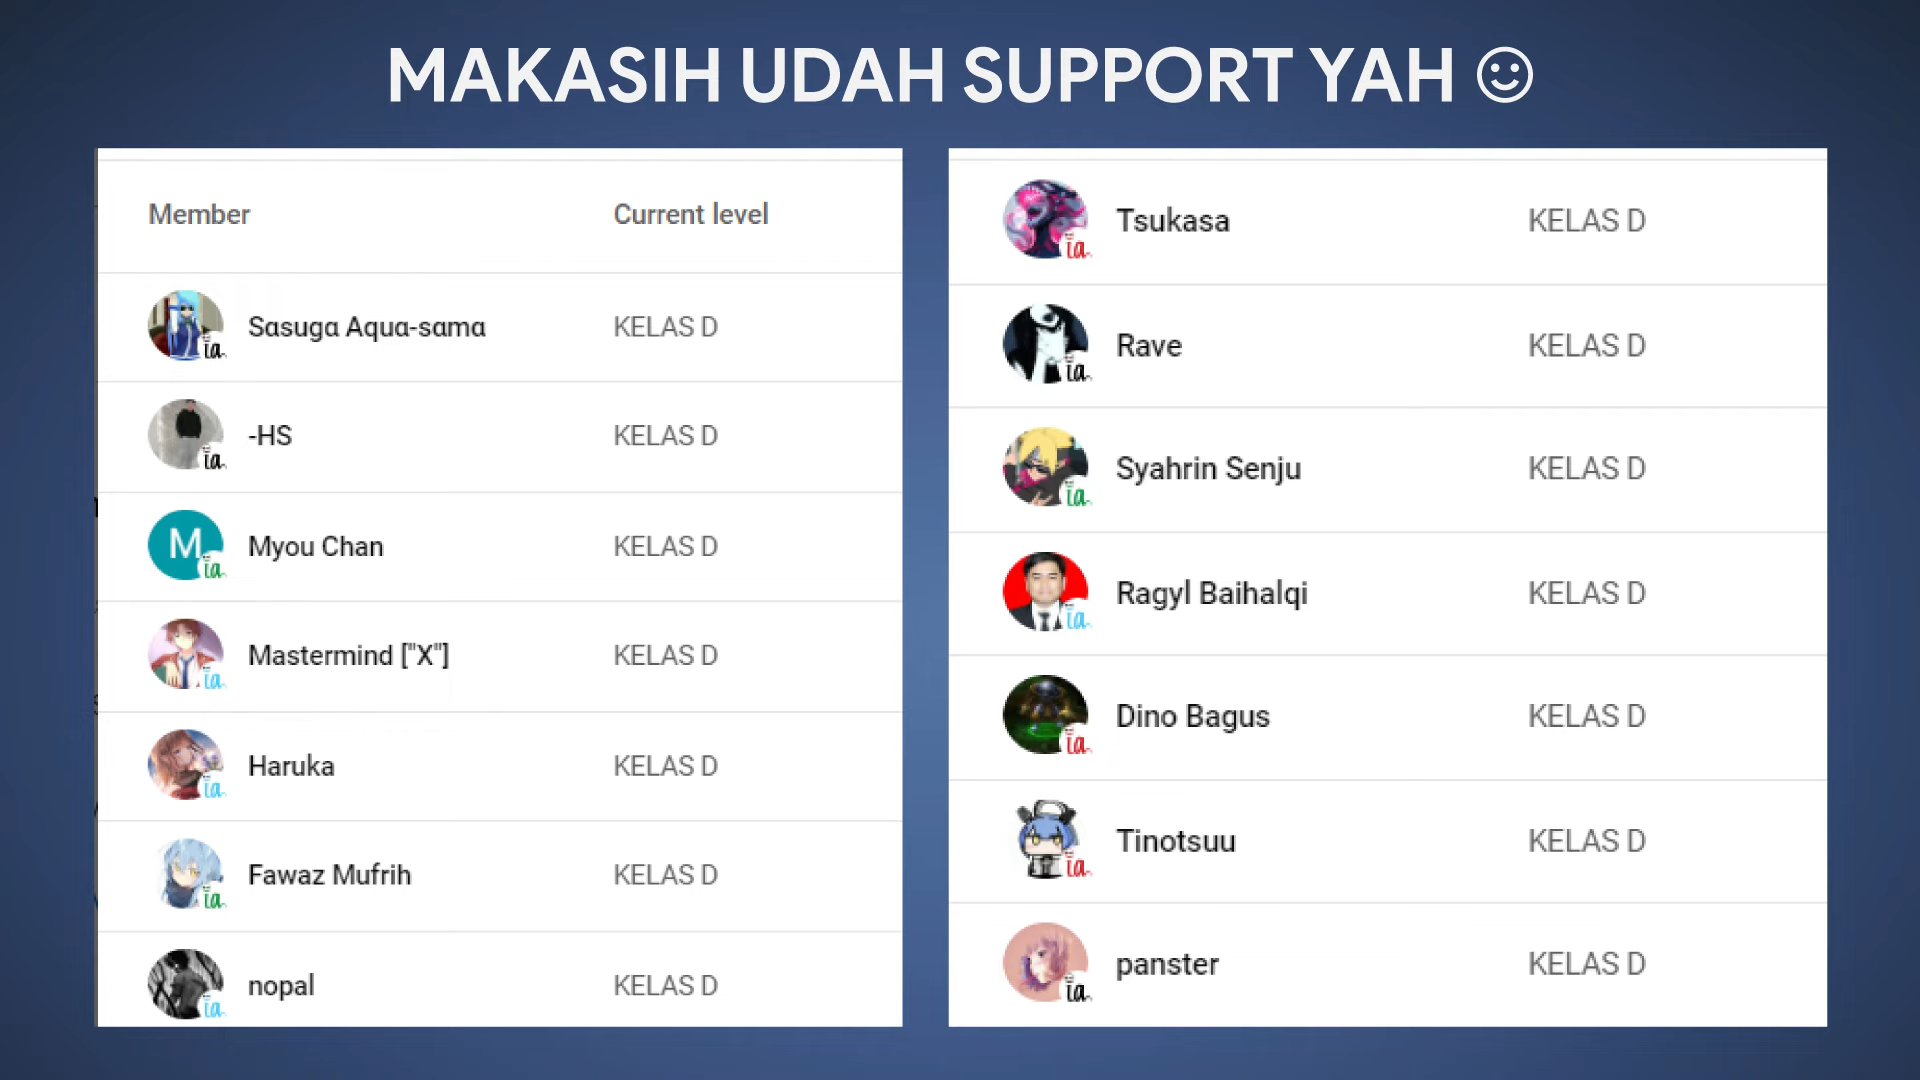 MAKASIH UDAH SUPPORT YAH ☺
Member Current level
Sasuga Aqua-sama KELAS D
-HS KELAS D
M
Myou Chan KELAS D
Mastermind ["X"] KELAS D
Haruka KELAS D
Fawaz Mufrih KELAS D
nopal KELAS D
Tsukasa KELAS D
Rave KELAS D
Syahrin Senju KELAS D
Ragyl Baihalqi KELAS D
Dino Bagus KELAS D
Tinotsuu KELAS D
panster KELAS D